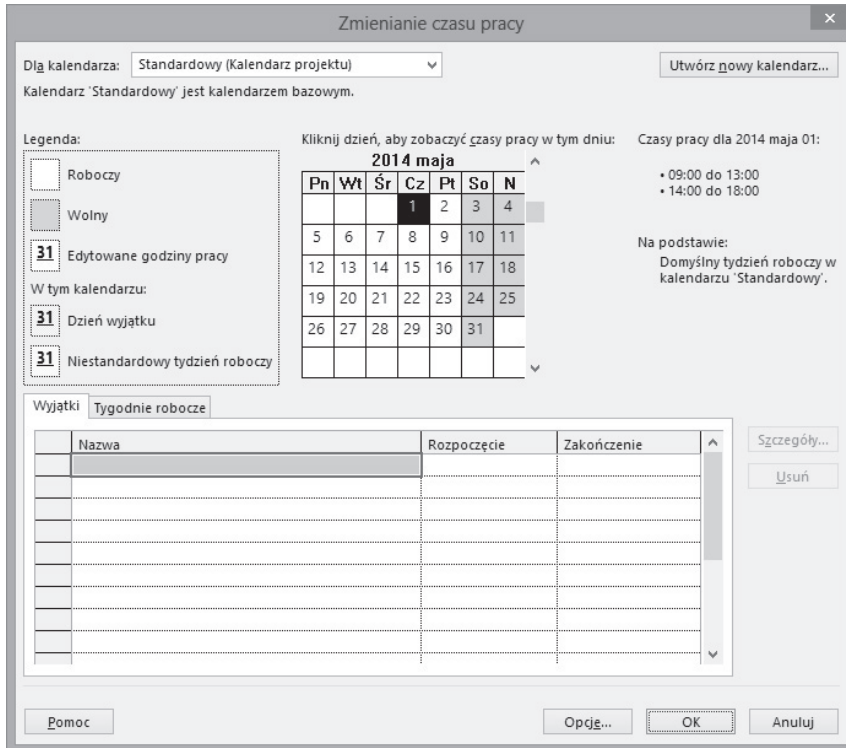 Zmienianie czasu pracy
Dla kalendarza: Standardowy (Kalendarz projektu)
Utwórz nowy kalendarz...
Kalendarz 'Standardowy' jest kalendarzem bazowym.
Legenda:
Roboczy
Wolny
31 Edytowane godziny pracy
W tym kalendarzu:
31 Dzień wyjątku
31 Niestandardowy tydzień roboczy
Kliknij dzień, aby zobaczyć czasy pracy w tym dniu:
2014 maja
Pn Wt Śr Cz Pt So N
1 2 3 4
5 6 7 8 9 10 11
12 13 14 15 16 17 18
19 20 21 22 23 24 25
26 27 28 29 30 31
Czasy pracy dla 2014 maja 01:
• 09:00 do 13:00
• 14:00 do 18:00
Na podstawie:
Domyślny tydzień roboczy w
kalendarzu 'Standardowy'.
Wyjątki Tygodnie robocze
Nazwa Rozpoczęcie Zakończenie
Szczegóły...
Usuń
Pomoc Opcje... OK Anuluj